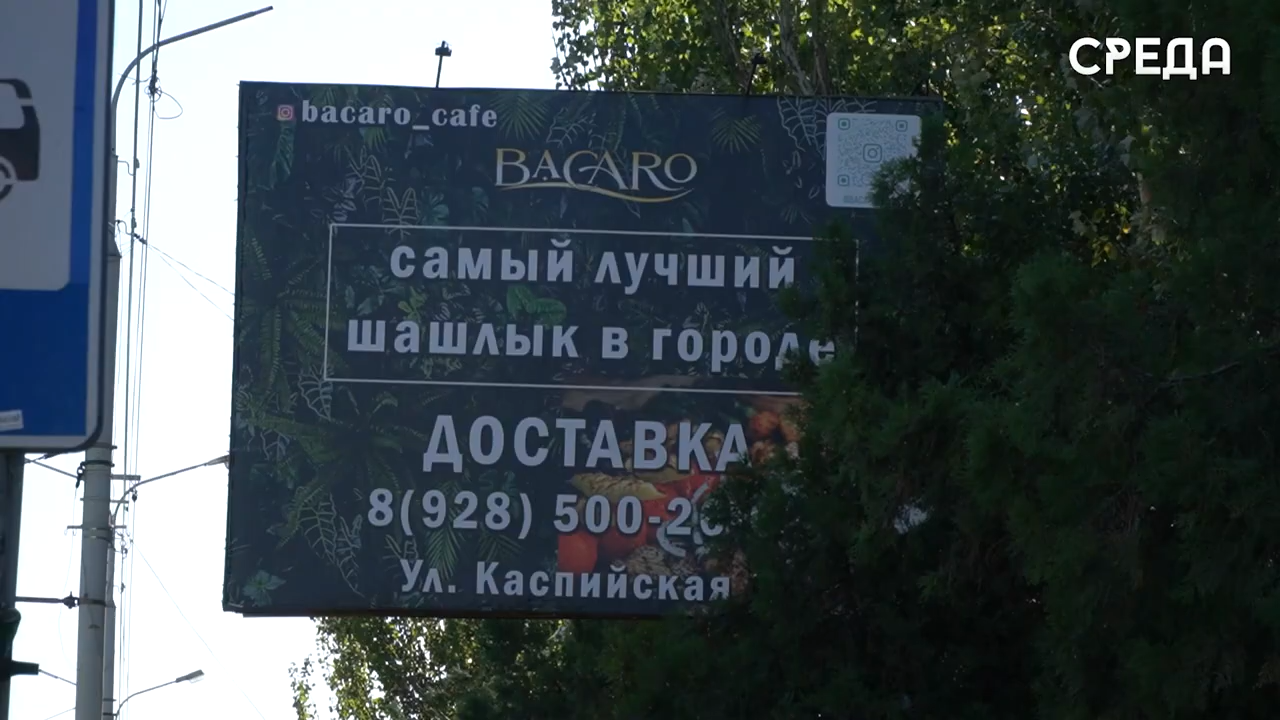 СРЕДА
bacaro_cafe
BACARO
самый лучший
шашлык в городе
ДОСТАВКА
8(928) 500-2
Ул. Каспийская